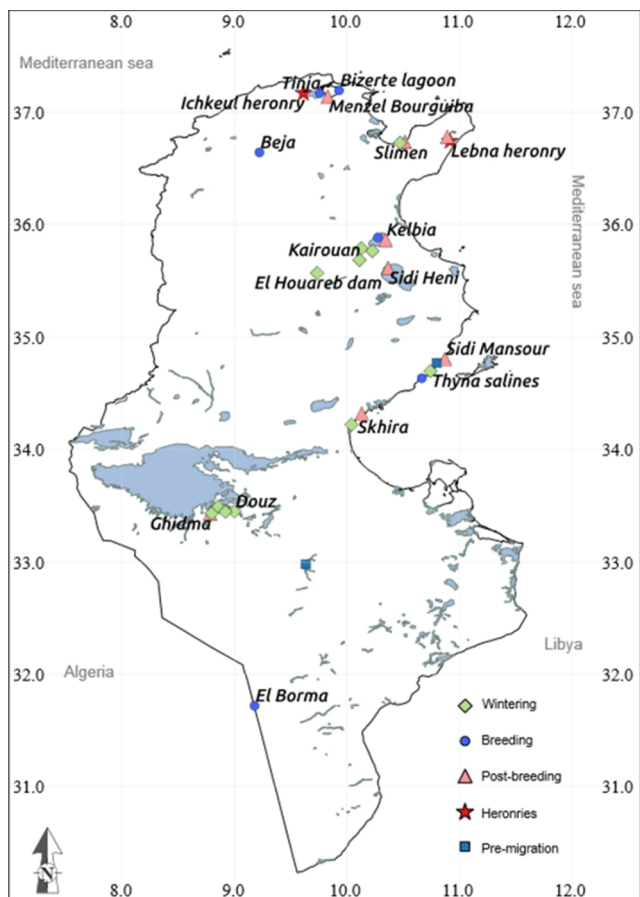 8.0 9.0 10.0 11.0 12.0
Mediterranean sea
Tinja
Bizerte lagoon
Ichkeul heronry
Menzel Bourguiba
37.0 37.0
Beja
Slimen
Lebna heronry
Mediterranean sea
36.0 36.0
Kelbia
Kairouan
El Houareb dam
Sidi Heni
35.0 35.0
Sidi Mansour
Thyna salines
Skhira
34.0 34.0
Douz
Ghidma
33.0 33.0
Libya
Algeria
32.0 32.0
El Borma
Wintering
Breeding
31.0 31.0
Post-breeding
Heronries
Pre-migration
N
8.0 9.0 10.0 11.0 12.0